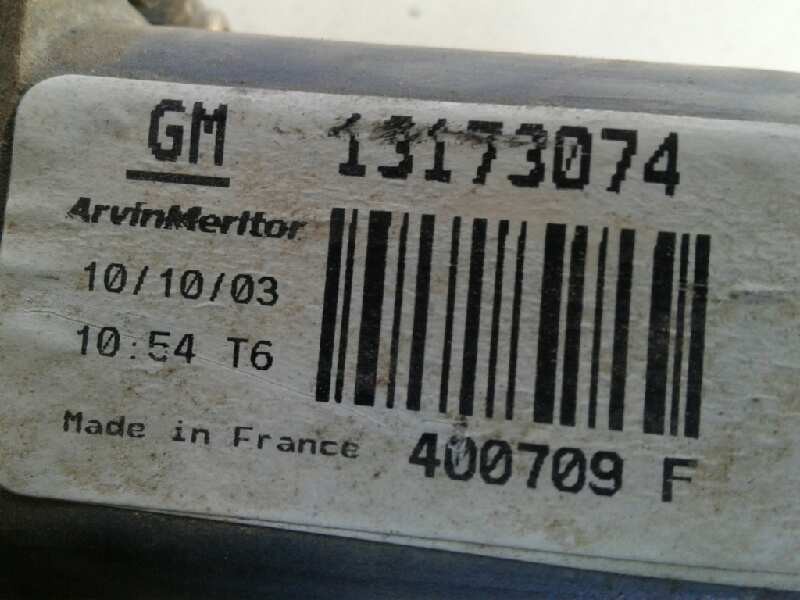 GM 13173074
ArvinMeritor
10/10/03
10:54 T6
Made in France
400709 F